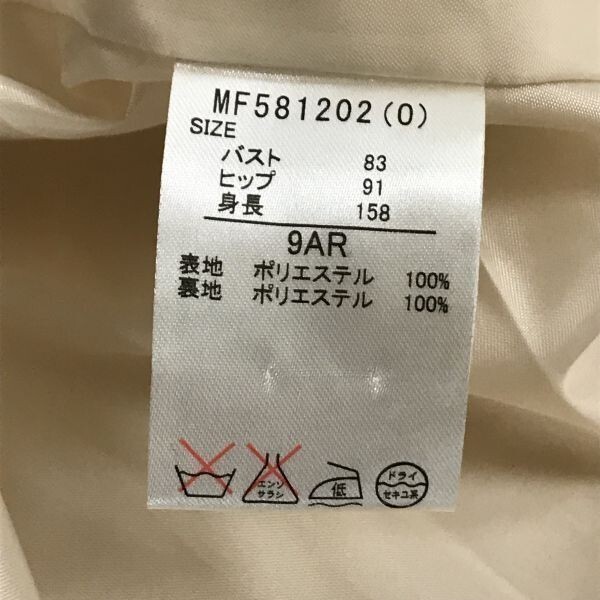 MF581202(0)
SIZE
バスト 83
ヒップ 91
身長 158
9AR
表地 ポリエステル 100%
裏地 ポリエステル 100%
エンソ
サラシ
低
ドライ
セキユ系